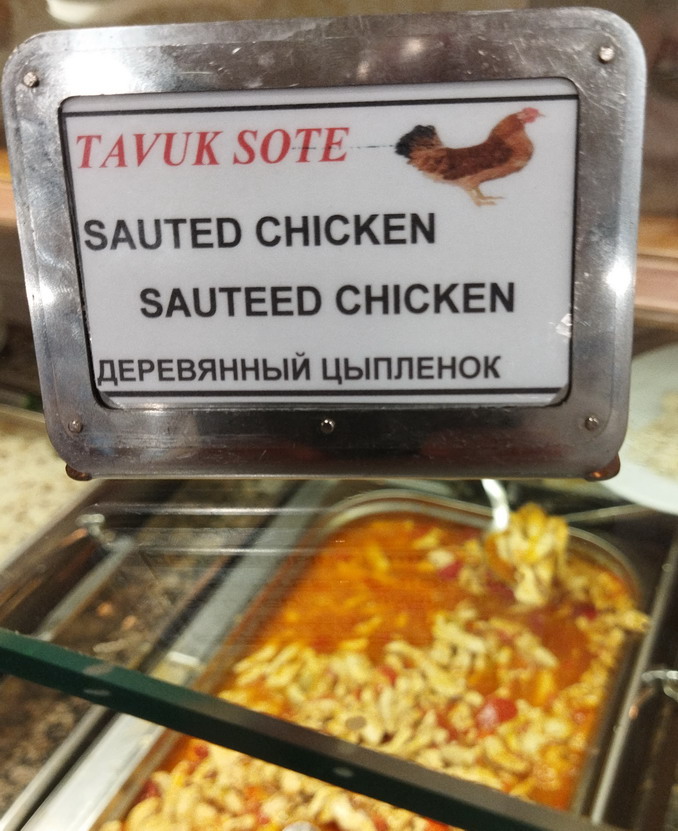 TAVUK SOTE
SAUTED CHICKEN
SAUTEED CHICKEN
ДЕРЕВЯННЫЙ ЦЫПЛЕНОК